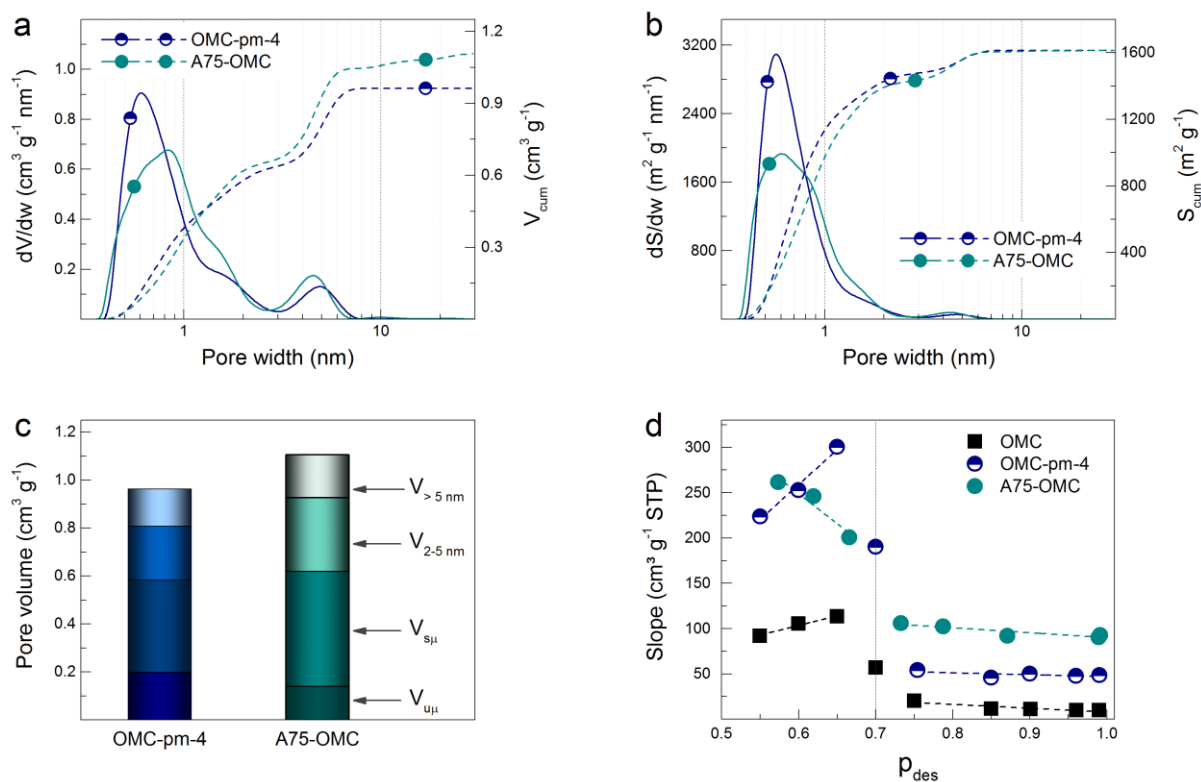 a
OMC-pm-4
A75-OMC
dV/dw (cm³ g⁻¹ nm⁻¹)
1.0
0.8
0.6
0.4
0.2
1.2
0.9
0.6
0.3
V_cum (cm³ g⁻¹)
1 10
Pore width (nm)
b
dS/dw (m² g⁻¹ nm⁻¹)
3200
2400
1600
800
OMC-pm-4
A75-OMC
1600
1200
800
400
S_cum (m² g⁻¹)
1 10
Pore width (nm)
c
Pore volume (cm³ g⁻¹)
1.2
1.0
0.8
0.6
0.4
0.2
V_> 5 nm
V_2-5 nm
V_sμ
V_uμ
OMC-pm-4 A75-OMC
d
Slope (cm³ g⁻¹ STP)
300
250
200
150
100
50
OMC
OMC-pm-4
A75-OMC
0.5 0.6 0.7 0.8 0.9 1.0
p_des